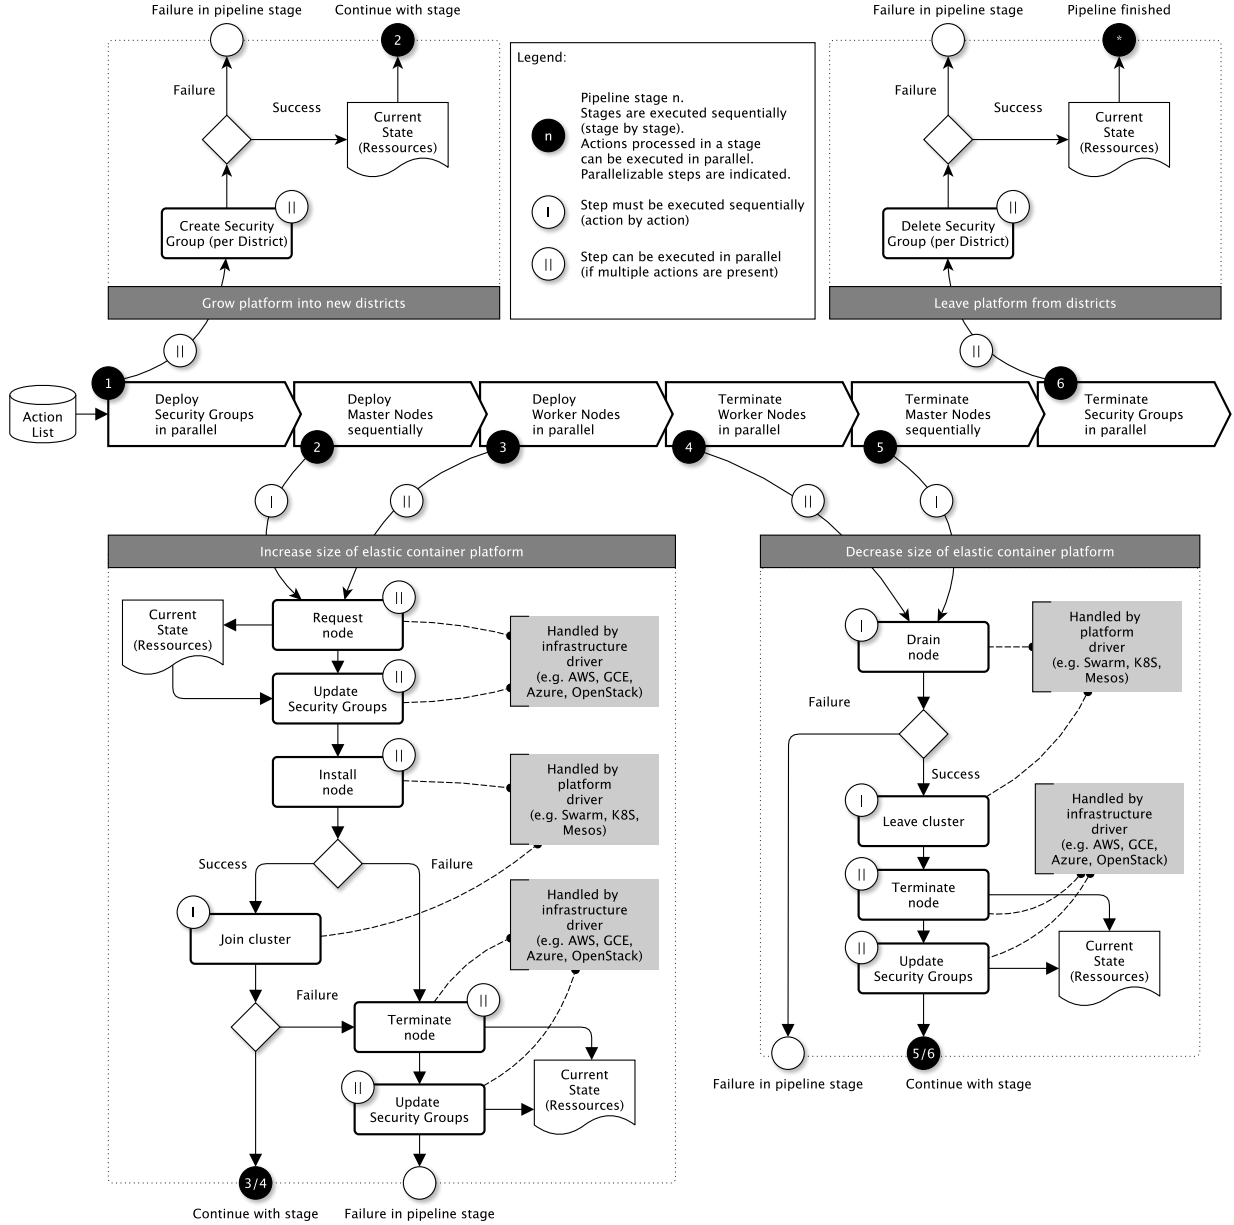 Failure in pipeline stage
Continue with stage
2
Failure
Success
Current
State
(Ressources)
Create Security
Group (per District)
||
Grow platform into new districts
||
Legend:
n
Pipeline stage n.
Stages are executed sequentially
(stage by stage).
Actions processed in a stage
can be executed in parallel.
Parallelizable steps are indicated.
I
Step must be executed sequentially
(action by action)
||
Step can be executed in parallel
(if multiple actions are present)
Failure in pipeline stage
Pipeline finished
*
Failure
Success
Current
State
(Ressources)
Delete Security
Group (per District)
||
Leave platform from districts
||
Action
List
1
Deploy
Security Groups
in parallel
Deploy
Master Nodes
sequentially
2
Deploy
Worker Nodes
in parallel
3
Terminate
Worker Nodes
in parallel
4
Terminate
Master Nodes
sequentially
5
6
Terminate
Security Groups
in parallel
|
||
||
|
Increase size of elastic container platform
Current
State
(Ressources)
Request
node
||
Update
Security Groups
||
Handled by
infrastructure
driver
(e.g. AWS, GCE,
Azure, OpenStack)
Install
node
||
Handled by
platform
driver
(e.g. Swarm, K8S,
Mesos)
Success
Failure
I
Join cluster
Handled by
infrastructure
driver
(e.g. AWS, GCE,
Azure, OpenStack)
Failure
Terminate
node
||
Current
State
(Ressources)
||
Update
Security Groups
3/4
Continue with stage
Failure in pipeline stage
Decrease size of elastic container platform
|
Drain
node
Handled by
platform
driver
(e.g. Swarm, K8S,
Mesos)
Failure
Success
|
Leave cluster
Handled by
infrastructure
driver
(e.g. AWS, GCE,
Azure, OpenStack)
||
Terminate
node
||
Update
Security Groups
Current
State
(Ressources)
5/6
Failure in pipeline stage
Continue with stage